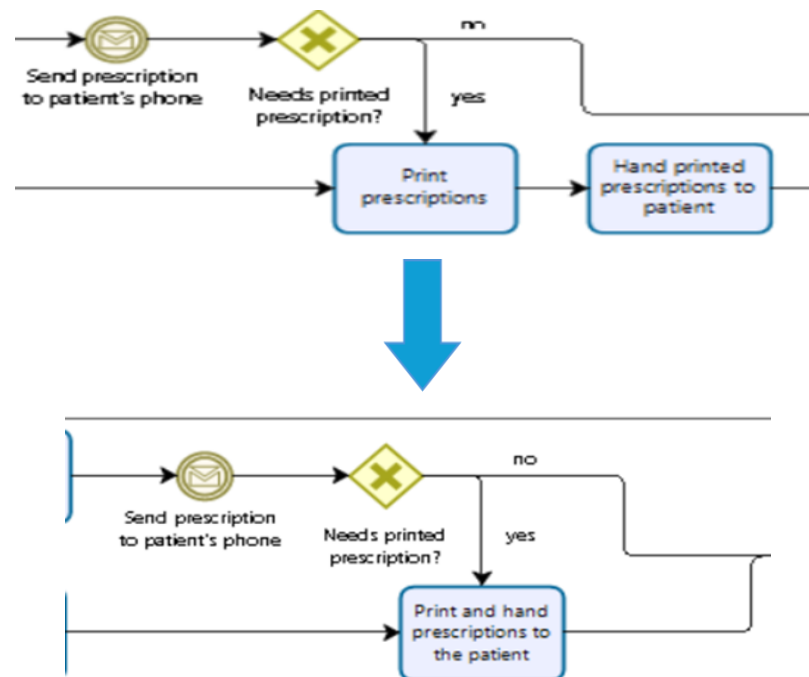 no
Send prescription
to patient's phone
Needs printed
prescription?
yes
Print
prescriptions
Hand printed
prescriptions to
patient
no
Send prescription
to patient's phone
Needs printed
prescription?
yes
Print and hand
prescriptions to
the patient